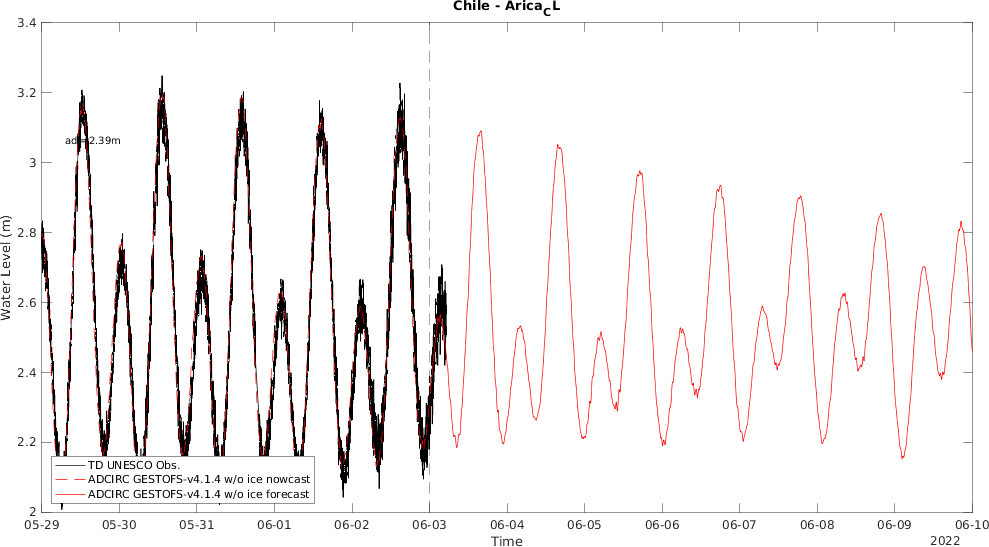 Chile - Arica_CL
3.4
3.2
3
2.8
2.6
2.4
2.2
2
Water Level (m)
2.39m
TD UNESCO Obs.
ADCIRC GESTOFS-v4.1.4 w/o ice nowcast
ADCIRC GESTOFS-v4.1.4 w/o ice forecast
05-29 05-30 05-31 06-01 06-02 06-03 06-04 06-05 06-06 06-07 06-08 06-09 06-10
Time
2022